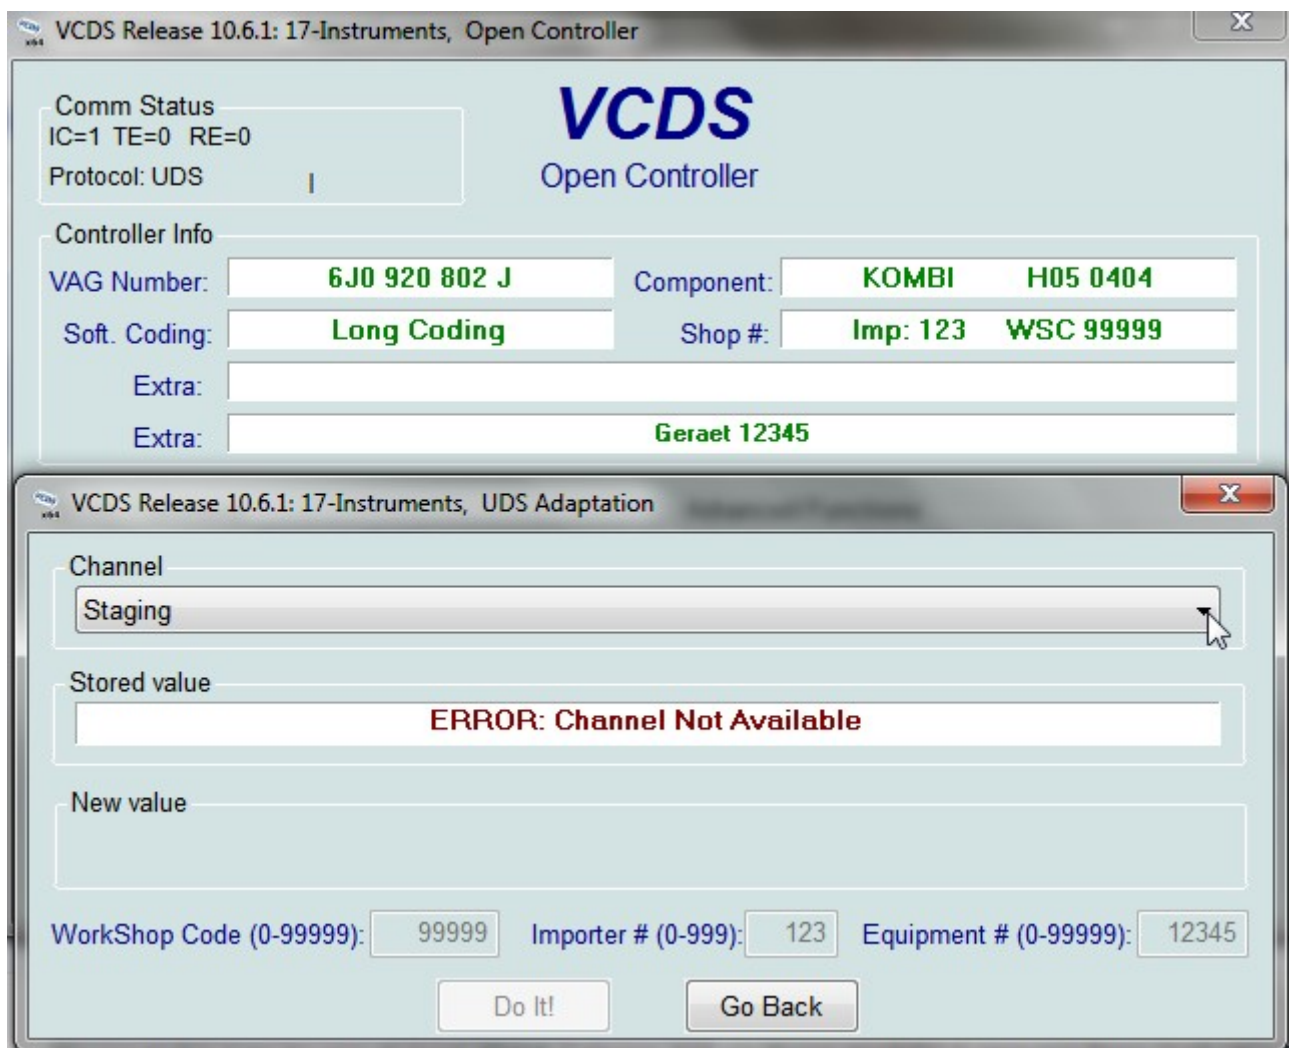 VCDS Release 10.6.1: 17-Instruments, Open Controller
Comm Status
IC=1 TE=0 RE=0
Protocol: UDS
VCDS
Open Controller
Controller Info
VAG Number: 6J0 920 802 J Component: KOMBI H05 0404
Soft. Coding: Long Coding Shop #: Imp: 123 WSC 99999
Extra:
Extra: Geraet 12345
VCDS Release 10.6.1: 17-Instruments, UDS Adaptation
Channel
Staging
Stored value
ERROR: Channel Not Available
New value
WorkShop Code (0-99999): 99999 Importer # (0-999): 123 Equipment # (0-99999): 12345
Do It! Go Back